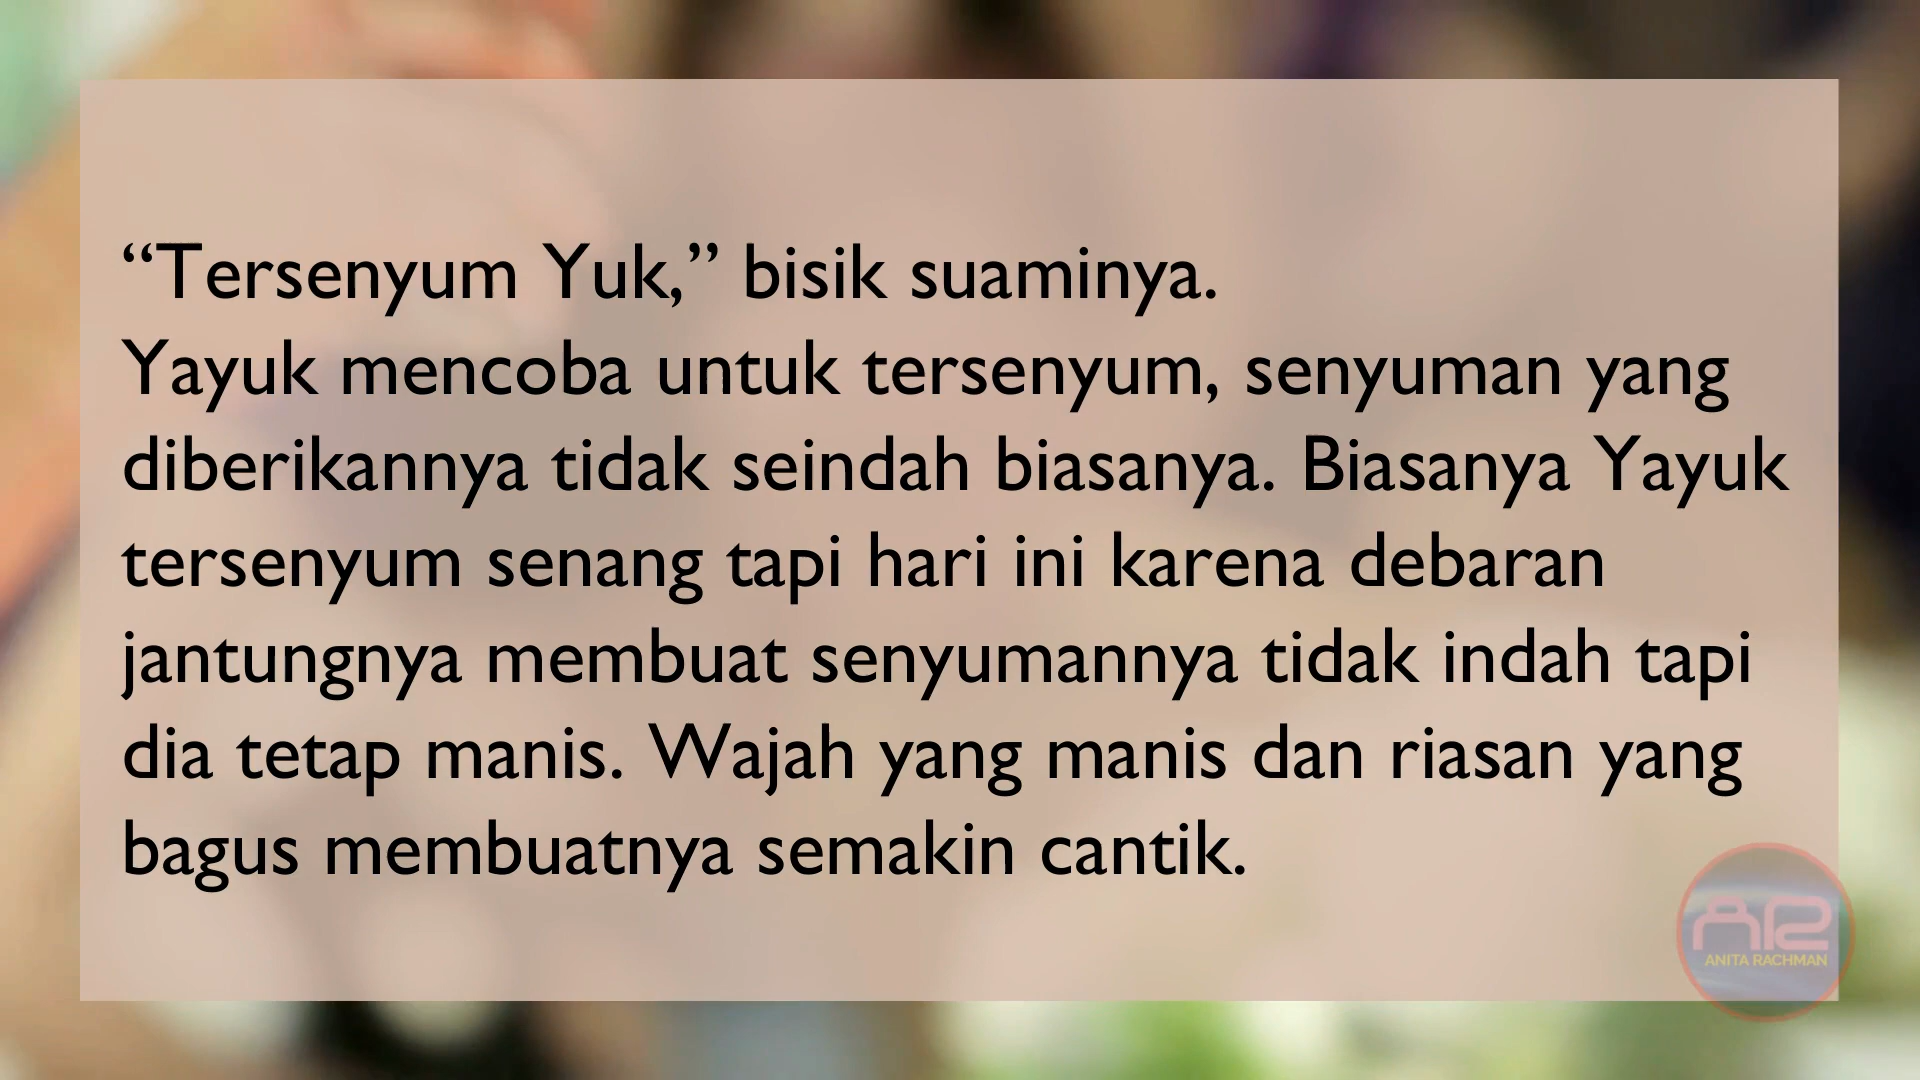 “Tersenyum Yuk,” bisik suaminya.
Yayuk mencoba untuk tersenyum, senyuman yang
diberikannya tidak seindah biasanya. Biasanya Yayuk
tersenyum senang tapi hari ini karena debaran
jantungnya membuat senyumannya tidak indah tapi
dia tetap manis. Wajah yang manis dan riasan yang
bagus membuatnya semakin cantik.
AR
ANITA RACHMAN